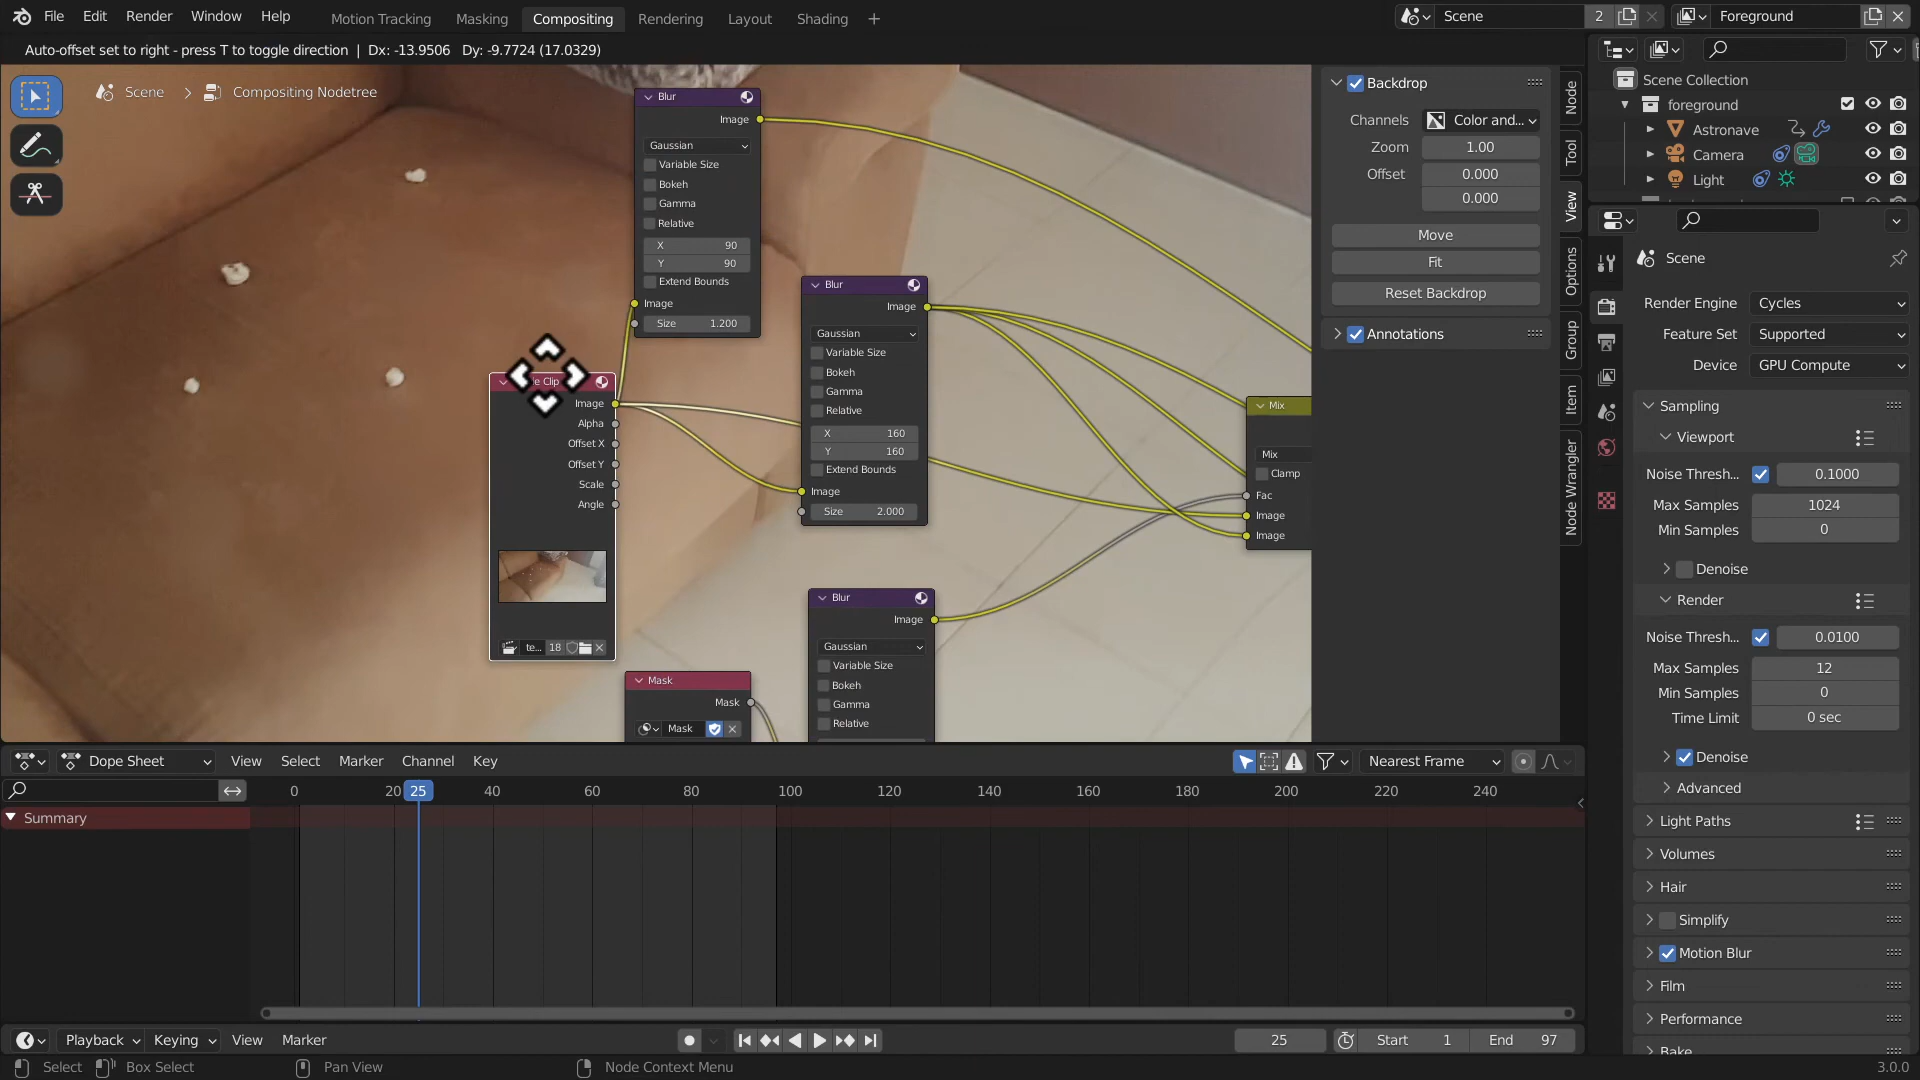 File Edit Render Window Help Motion Tracking Masking Compositing Rendering Layout Shading + Scene 2 Foreground
Auto-offset set to right - press T to toggle direction | Dx: -13.9506 Dy: -9.7724 (17.0329)
Scene > Compositing Nodetree
Blur
Image
Gaussian
Variable Size
Bokeh
Gamma
Relative
X 90
Y 90
Extend Bounds
Image
Size 1.200
Blur
Image
Gaussian
Variable Size
Bokeh
Gamma
Relative
X 160
Y 160
Extend Bounds
Image
Size 2.000
Clip
Image
Alpha
Offset X
Offset Y
Scale
Angle
te... 18
Mask
Mask
Mask
Blur
Image
Gaussian
Variable Size
Bokeh
Gamma
Relative
Mix
Mix
Clamp
Fac
Image
Image
Backdrop
Channels Color and...
Zoom 1.00
Offset 0.000
0.000
Move
Fit
Reset Backdrop
Annotations
Node
Tool
View
Options
Group
Item
Node Wrangler
Scene Collection
foreground
Astronave
Camera
Light
Scene
Render Engine Cycles
Feature Set Supported
Device GPU Compute
Sampling
Viewport
Noise Thresh... 0.1000
Max Samples 1024
Min Samples 0
Denoise
Render
Noise Thresh... 0.0100
Max Samples 12
Min Samples 0
Time Limit 0 sec
Denoise
Advanced
Light Paths
Volumes
Hair
Simplify
Motion Blur
Film
Performance
Bake
Dope Sheet View Select Marker Channel Key Nearest Frame
0 20 25 40 60 80 100 120 140 160 180 200 220 240
Summary
Playback Keying View Marker 25 Start 1 End 97
Select Box Select Pan View Node Context Menu 3.0.0